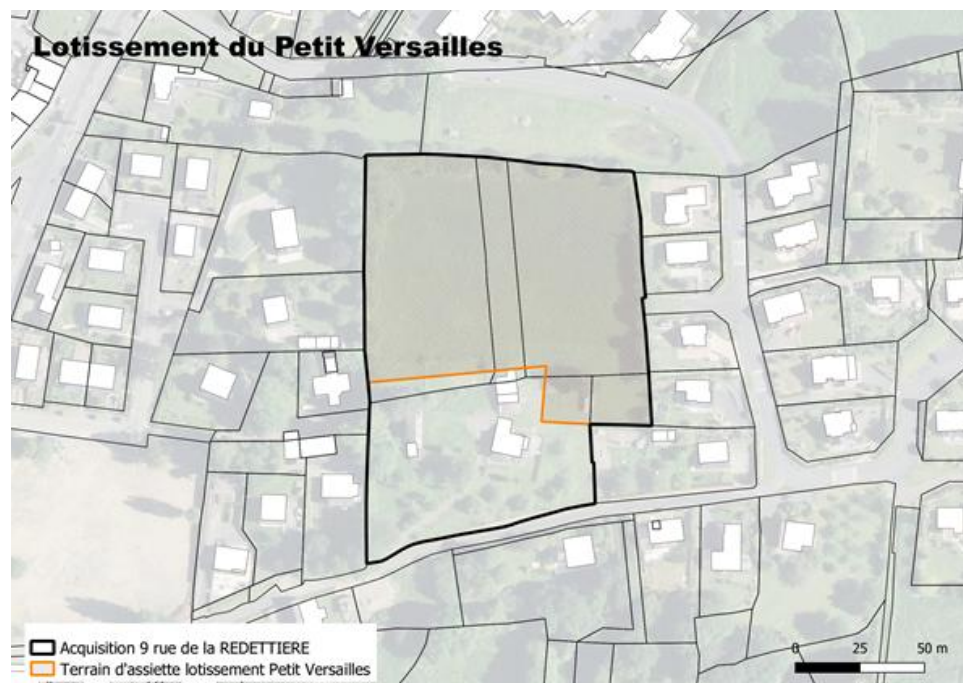 Lotissement du Petit Versailles
Acquisition 9 rue de la REDETTIERE
Terrain d'assiette lotissement Petit Versailles
0 25 50 m